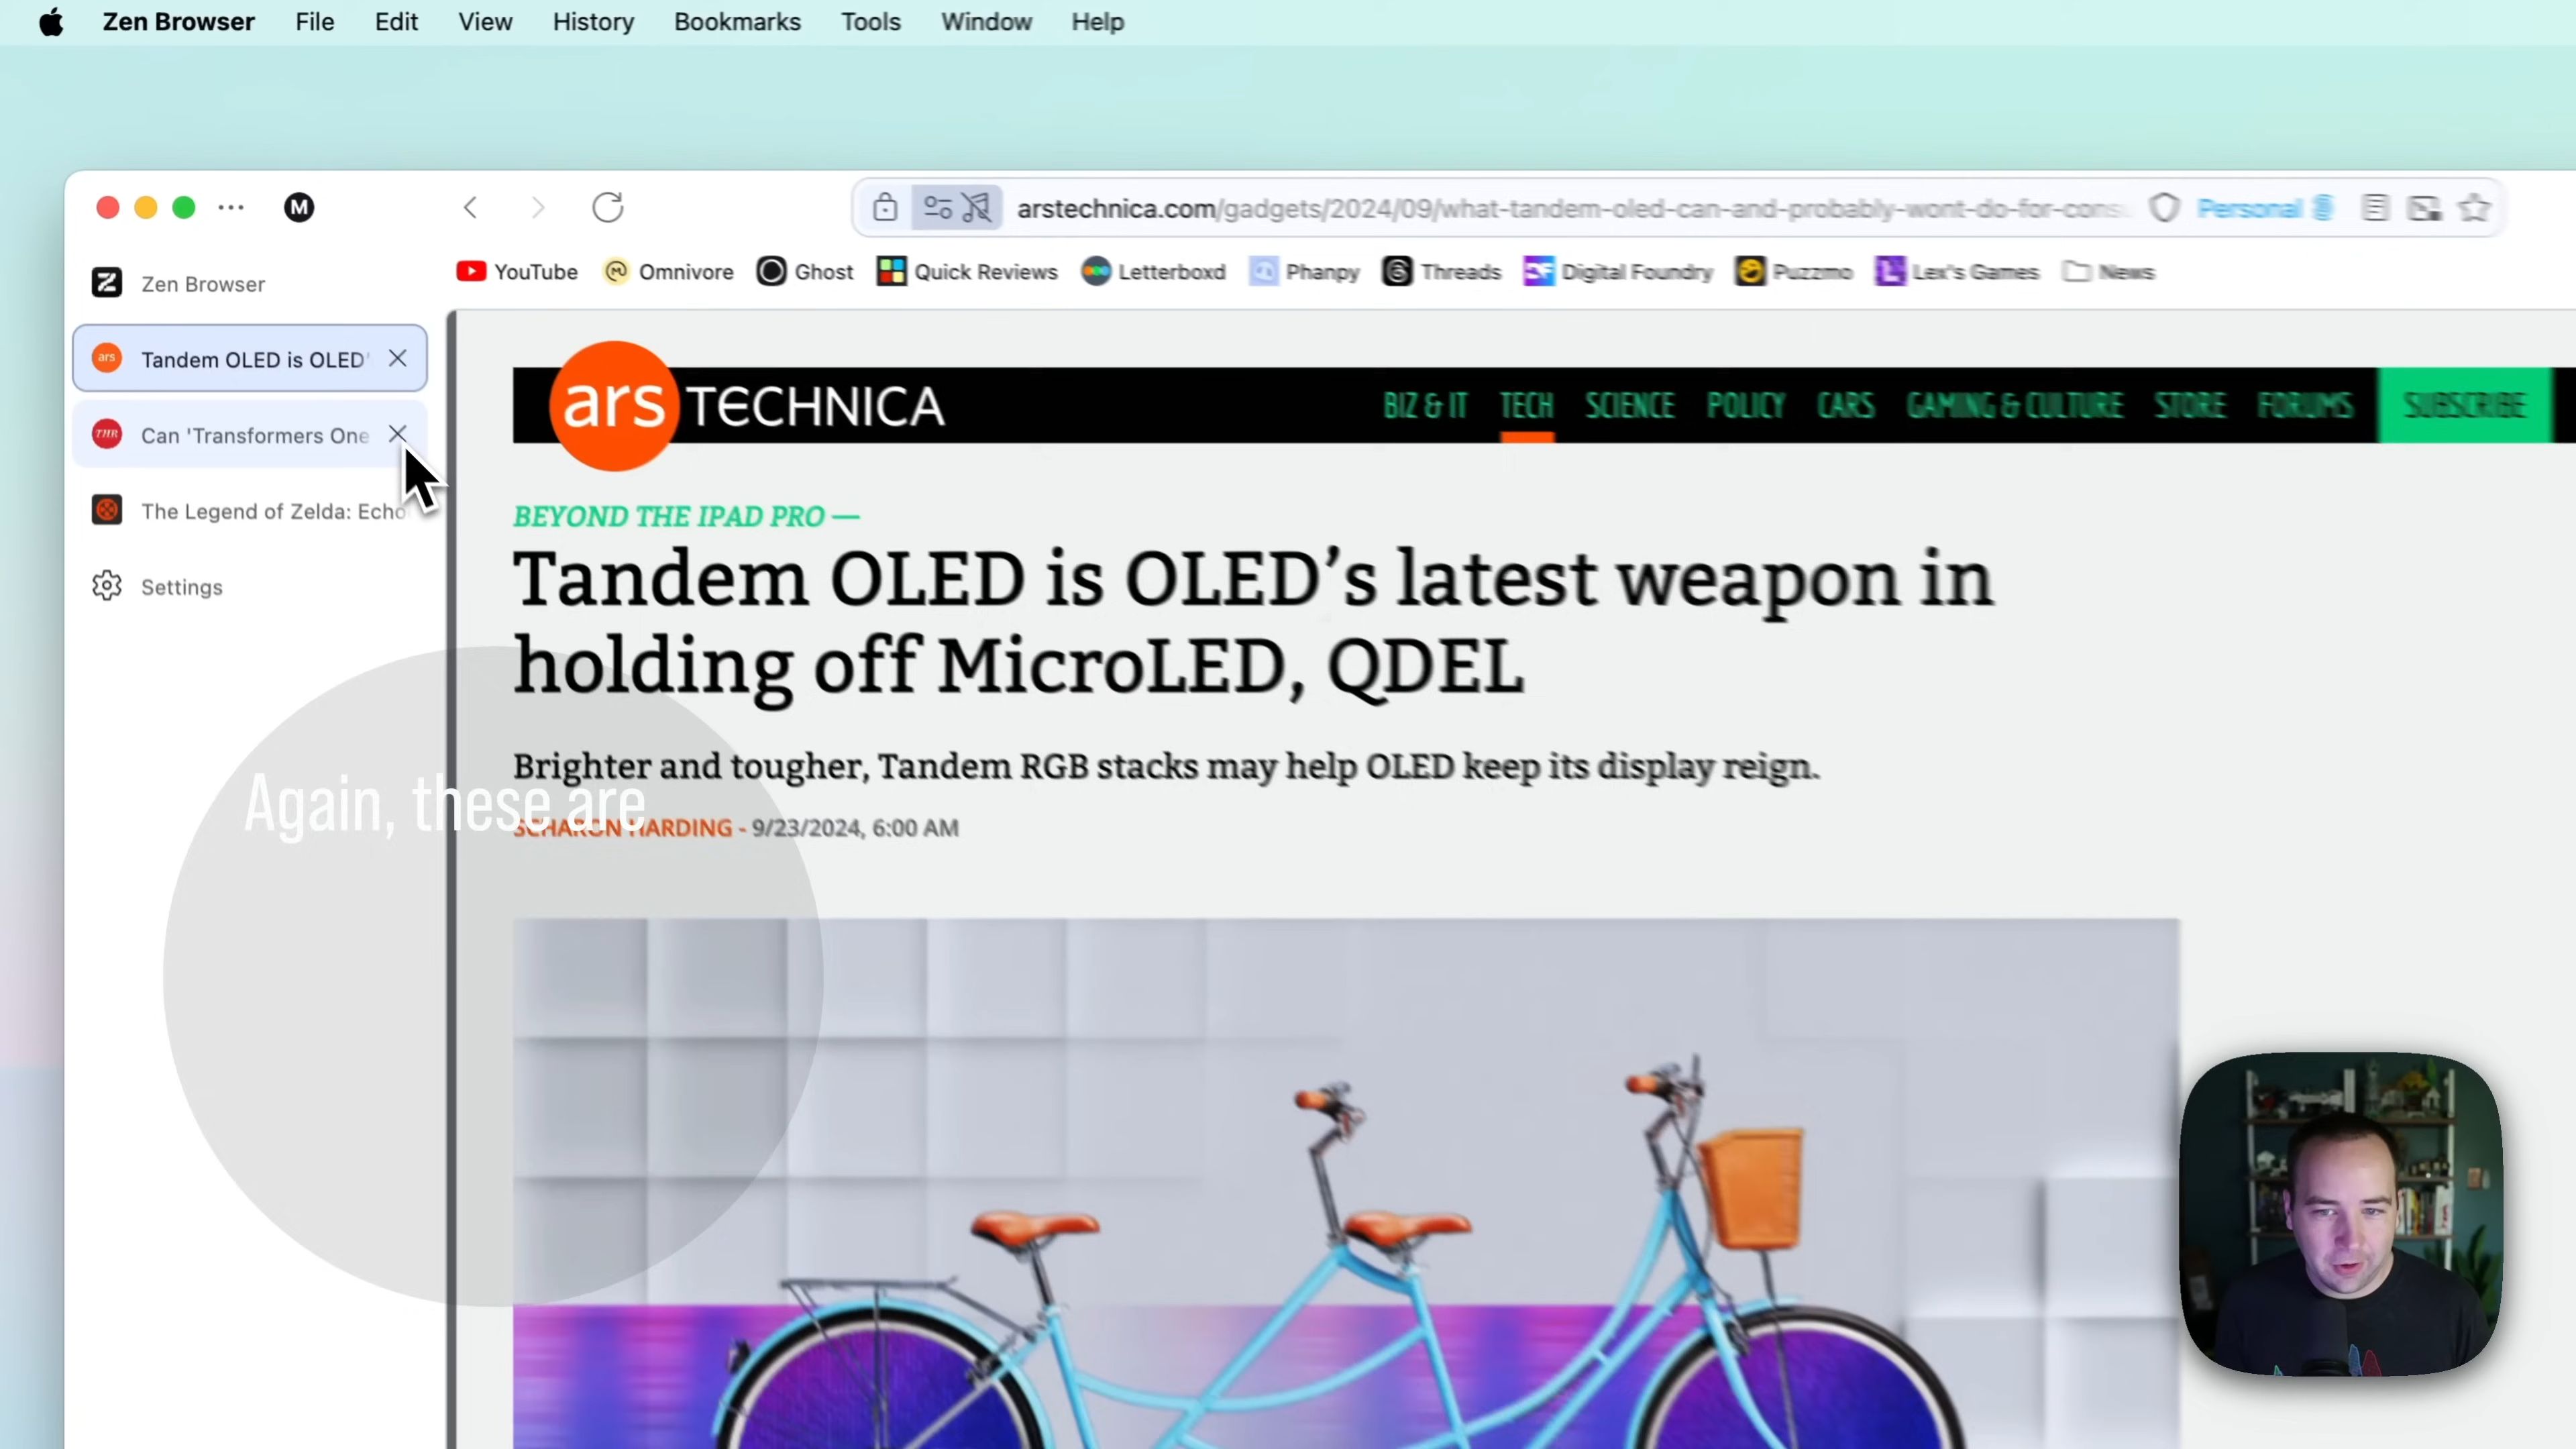 Zen Browser File Edit View History Bookmarks Tools Window Help
M
arstechnica.com/gadgets/2024/09/what-tandem-oled-can-and-probably-wont-do-for-cons
Personal
YouTube Omnivore Ghost Quick Reviews Letterboxd Phanpy Threads Digital Foundry Puzzmo Lex's Games News
Zen Browser
ars Tandem OLED is OLED'
THR Can 'Transformers One
The Legend of Zelda: Echo
Settings
ars TECHNICA
BIZ & IT TECH SCIENCE POLICY CARS GAMING & CULTURE STORE FORUMS SUBSCRIBE
BEYOND THE IPAD PRO —
Tandem OLED is OLED’s latest weapon in
holding off MicroLED, QDEL
Brighter and tougher, Tandem RGB stacks may help OLED keep its display reign.
Again, these are
SCHARON HARDING - 9/23/2024, 6:00 AM